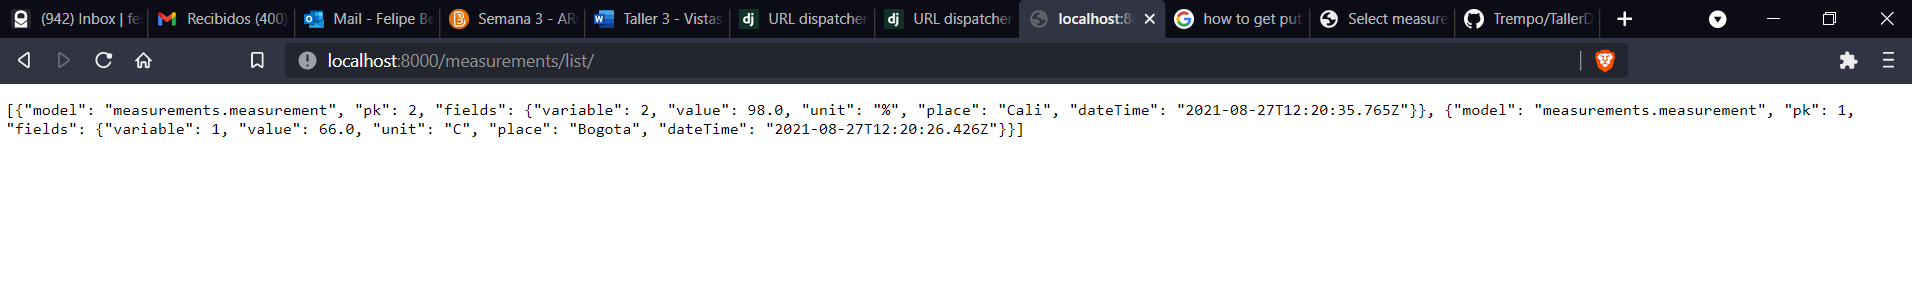 (942) Inbox | fe
Recibidos (400)
Mail - Felipe Be
Semana 3 - AR
Taller 3 - Vistas
URL dispatcher
URL dispatcher
localhost:8
how to get put
Select measure
Trempo/TallerD
localhost:8000/measurements/list/
[{"model": "measurements.measurement", "pk": 2, "fields": {"variable": 2, "value": 98.0, "unit": "%", "place": "Cali", "dateTime": "2021-08-27T12:20:35.765Z"}}, {"model": "measurements.measurement", "pk": 1,
"fields": {"variable": 1, "value": 66.0, "unit": "C", "place": "Bogota", "dateTime": "2021-08-27T12:20:26.426Z"}}]